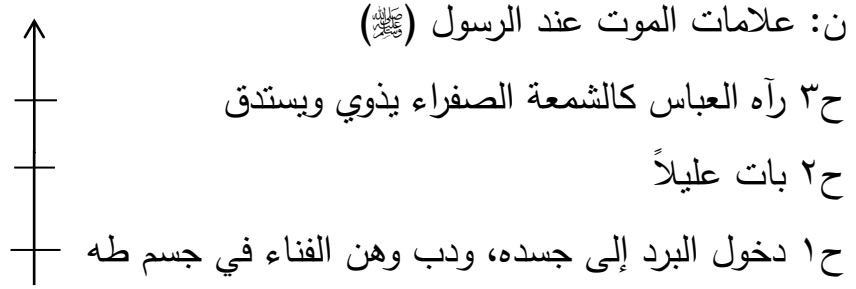 ن: علامات الموت عند الرسول (ﷺ)
ح٣ رآه العباس كالشمعة الصفراء يذوي ويستدق
ح٢ بات عليلاً
ح١ دخول البرد إلى جسده، ودب وهن الفناء في جسم طه